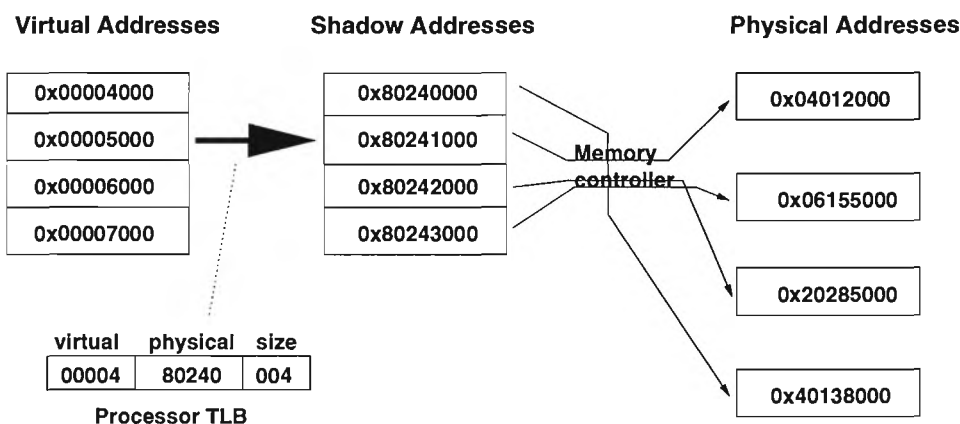 Virtual Addresses
0x00004000
0x00005000
0x00006000
0x00007000
Shadow Addresses
0x80240000
0x80241000
0x80242000
0x80243000
Memory
controller
Physical Addresses
0x04012000
0x06155000
0x20285000
0x40138000
virtual physical size
00004 80240 004
Processor TLB